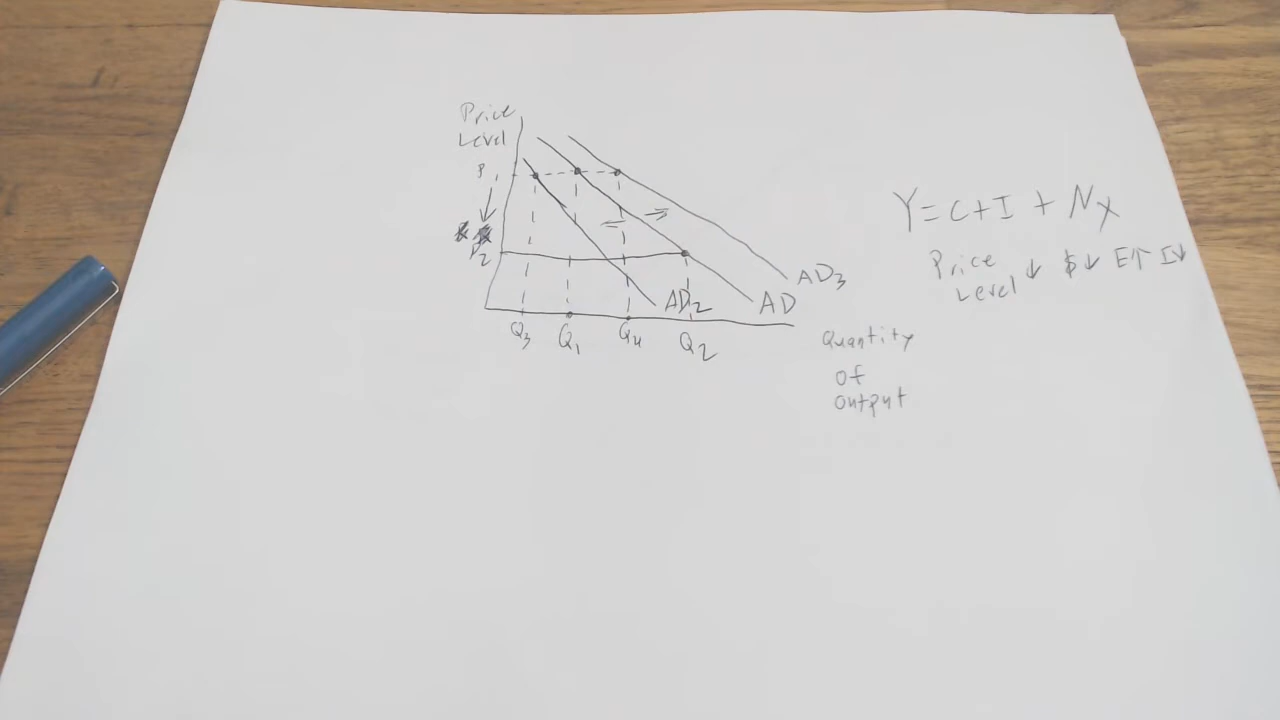 Price
Level
P1
P2
AD2
AD
AD3
Q3 Q1 Q4 Q2
Quantity
of
output
Y=C+I + Nx
Price
Level↓ $↓ E↑ I↓